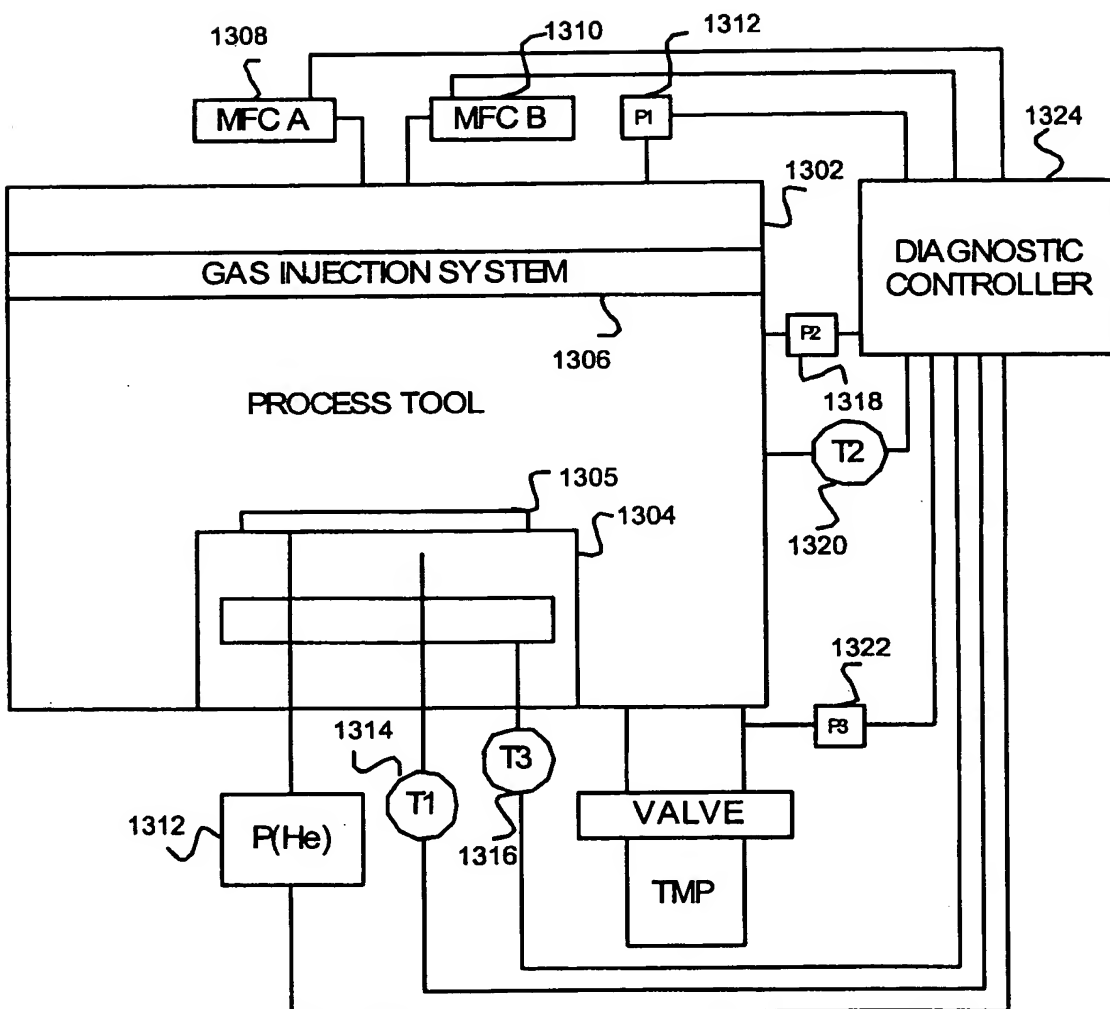 1308
1310
1312
MFC A
MFC B
P1
1324
1302
GAS INJECTION SYSTEM
DIAGNOSTIC
CONTROLLER
1306
P2
1318
PROCESS TOOL
T2
1320
1305
1304
1322
P3
1314
T3
T1
1316
VALVE
1312
P(He)
TMP